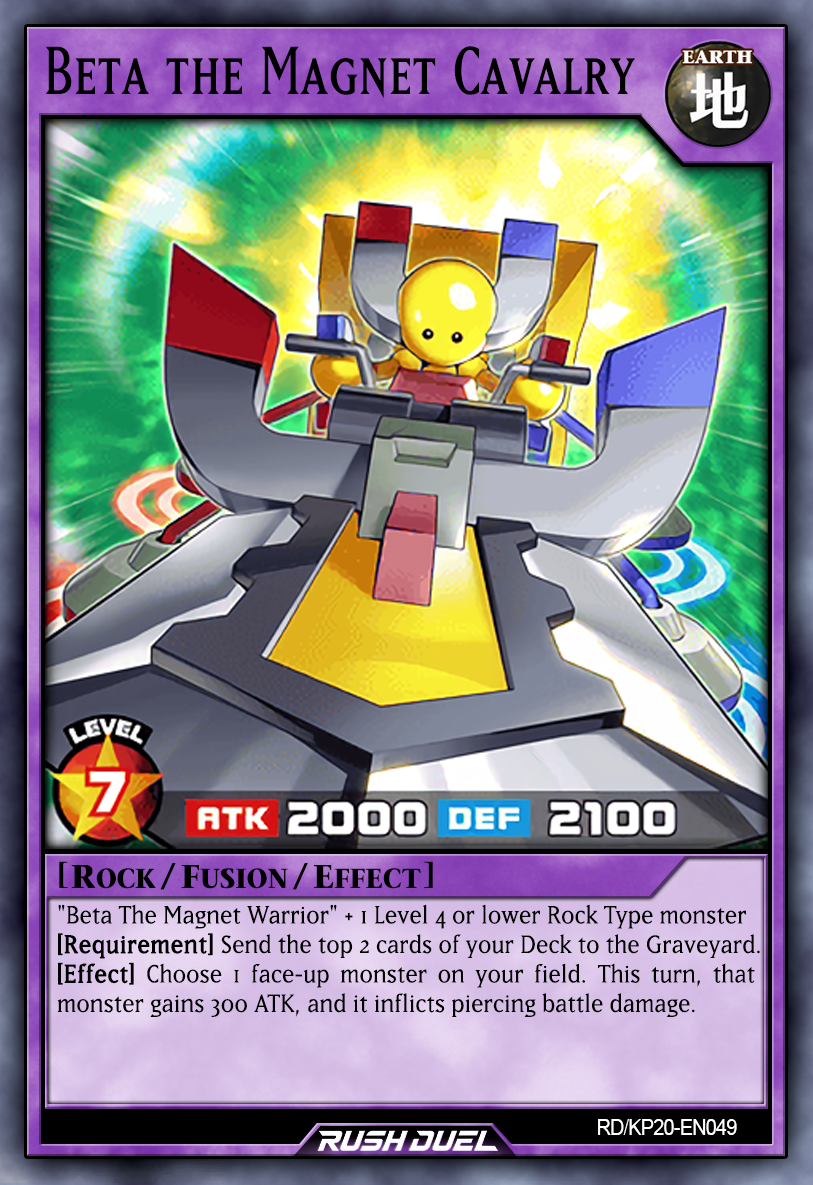 Beta the Magnet Cavalry
EARTH
地
LEVEL
7
ATK 2000 DEF 2100
[Rock / Fusion / Effect]
"Beta The Magnet Warrior" + 1 Level 4 or lower Rock Type monster
[Requirement] Send the top 2 cards of your Deck to the Graveyard.
[Effect] Choose 1 face-up monster on your field. This turn, that
monster gains 300 ATK, and it inflicts piercing battle damage.
RD/KP20-EN049
RUSH DUEL